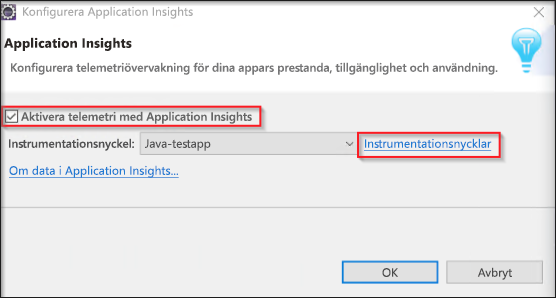 Konfigurera Application Insights
Application Insights
Konfigurera telemetriövervakning för dina appars prestanda, tillgänglighet och användning.
Aktivera telemetri med Application Insights
Instrumentationsnyckel: Java-testapp Instrumentationsnycklar
Om data i Application Insights...
OK Avbryt